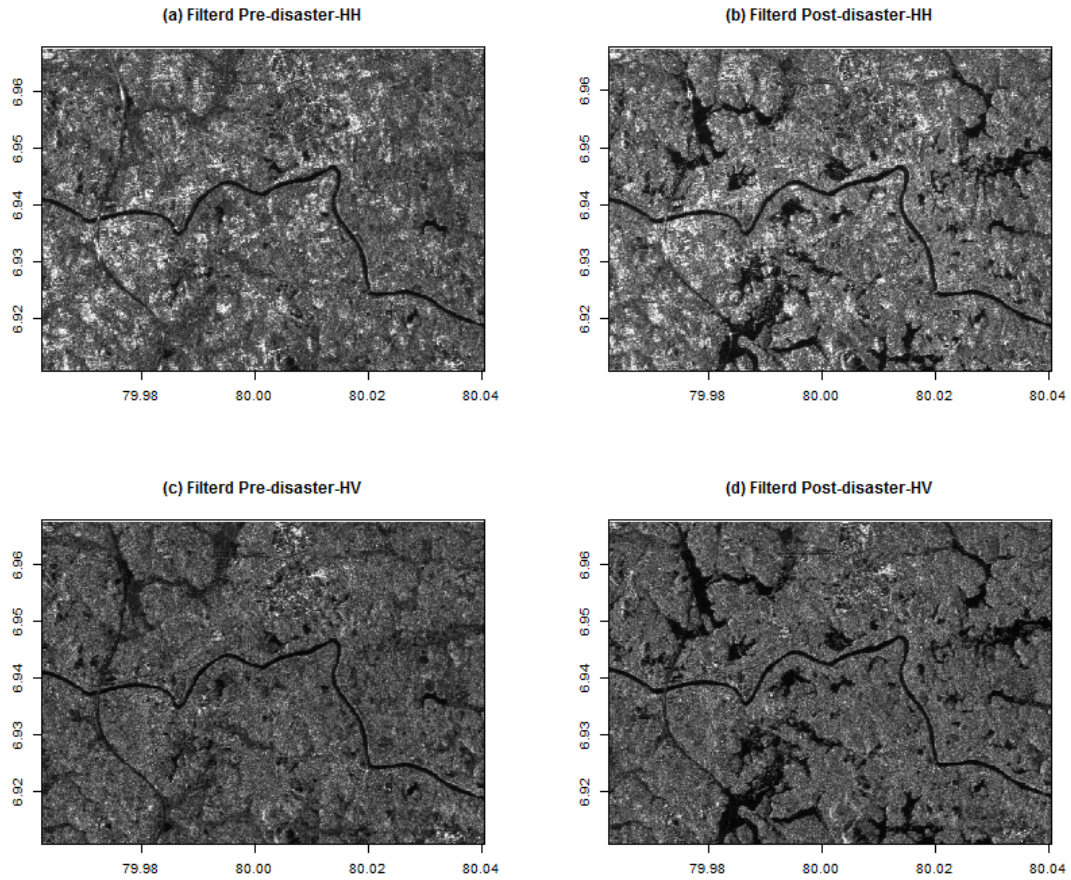 (a) Filterd Pre-disaster-HH
(b) Filterd Post-disaster-HH
6.96
6.95
6.94
6.93
6.92
79.98 80.00 80.02 80.04
6.96
6.95
6.94
6.93
6.92
79.98 80.00 80.02 80.04
(c) Filterd Pre-disaster-HV
(d) Filterd Post-disaster-HV
6.96
6.95
6.94
6.93
6.92
79.98 80.00 80.02 80.04
6.96
6.95
6.94
6.93
6.92
79.98 80.00 80.02 80.04